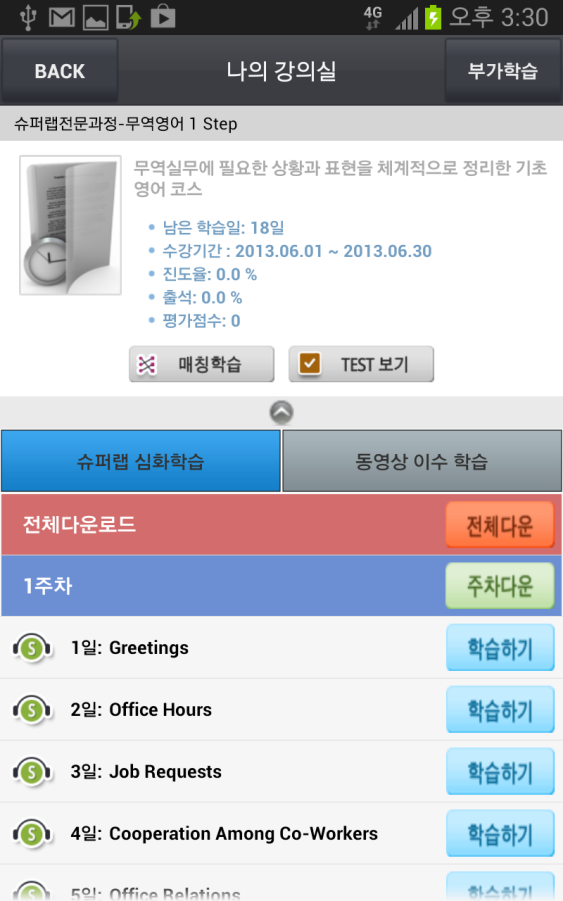 4G 오후 3:30
BACK 나의 강의실 부가학습
슈퍼랩전문과정-무역영어 1 Step
무역실무에 필요한 상황과 표현을 체계적으로 정리한 기초
영어 코스
• 남은 학습일: 18일
• 수강기간 : 2013.06.01 ~ 2013.06.30
• 진도율: 0.0 %
• 출석: 0.0 %
• 평가점수: 0
매칭학습 TEST 보기
슈퍼랩 심화학습 동영상 이수 학습
전체다운로드 전체다운
1주차 주차다운
S 1일: Greetings 학습하기
S 2일: Office Hours 학습하기
S 3일: Job Requests 학습하기
S 4일: Cooperation Among Co-Workers 학습하기
5일: Office Relations 학습하기